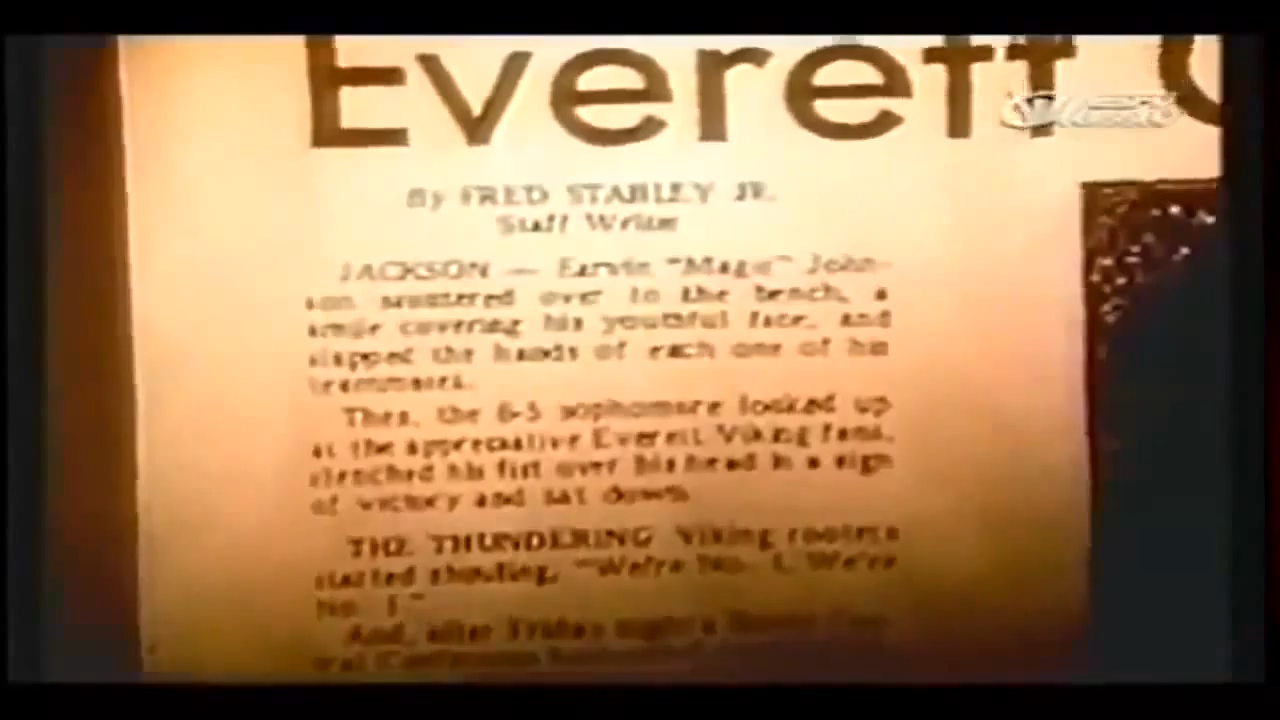 Everett
By FRED STABLEY JR.
Staff Writer
JACKSON — Earvin "Magic" John-
son sauntered over to the bench, a
smile covering his youthful face, and
slapped the hands of each one of his
teammates.
Then, the 6-5 sophomore looked up
at the appreciative Everett Viking fans,
clenched his fist over his head in a sign
of victory and sat down.
THE THUNDERING Viking rooters
started shouting, "We're No. 1, We're
No. 1."
And, after Friday night's